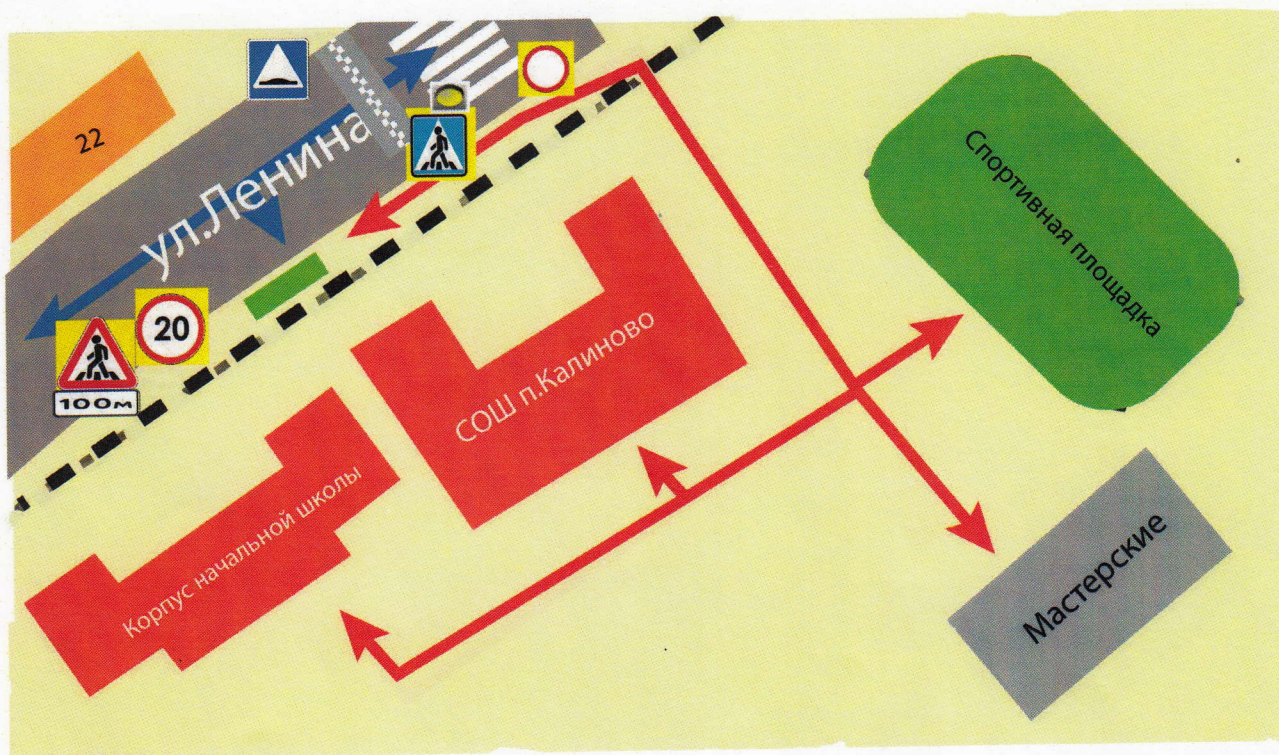 22
ул.Ленина
20
100м
СОШ п.Калиново
Корпус начальной школы
Спортивная площадка
Мастерские